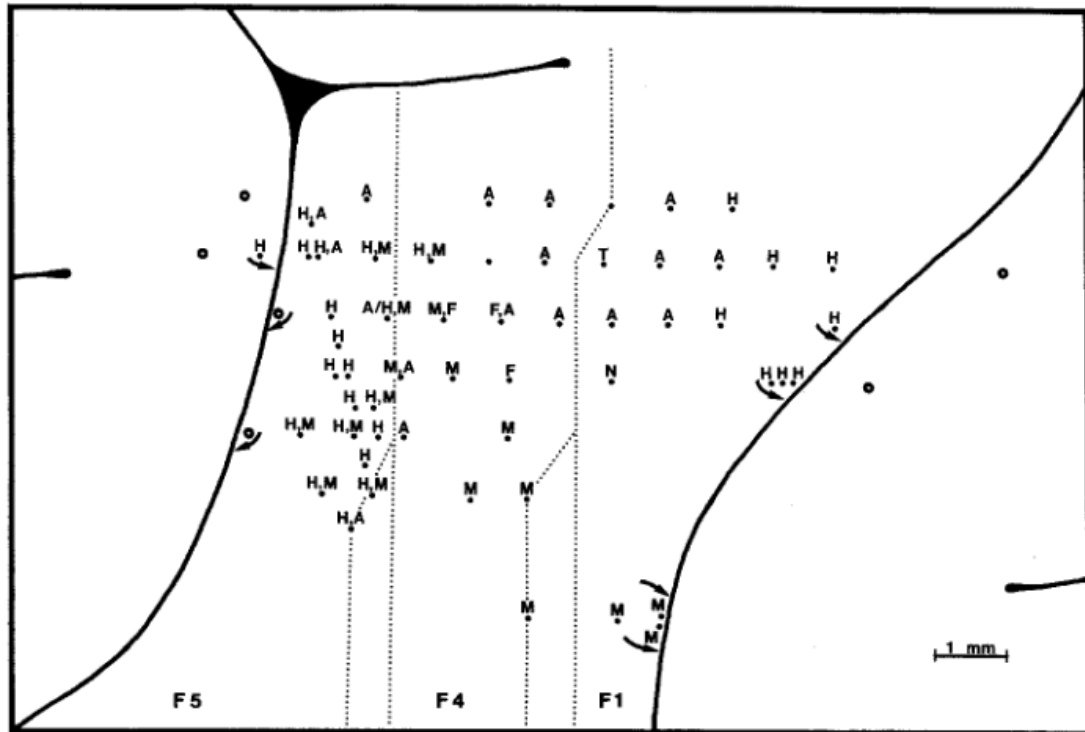 A A A A H
H,A
H H H,A H,M H,M A T A A H H
H A/H,M M,F F,A A A A H H
H
H H M,A M F N H H H
H H,M
H,M H,M H A M
H
H,M H,M M M
H,A
M M M
M
1 mm
F5 F4 F1